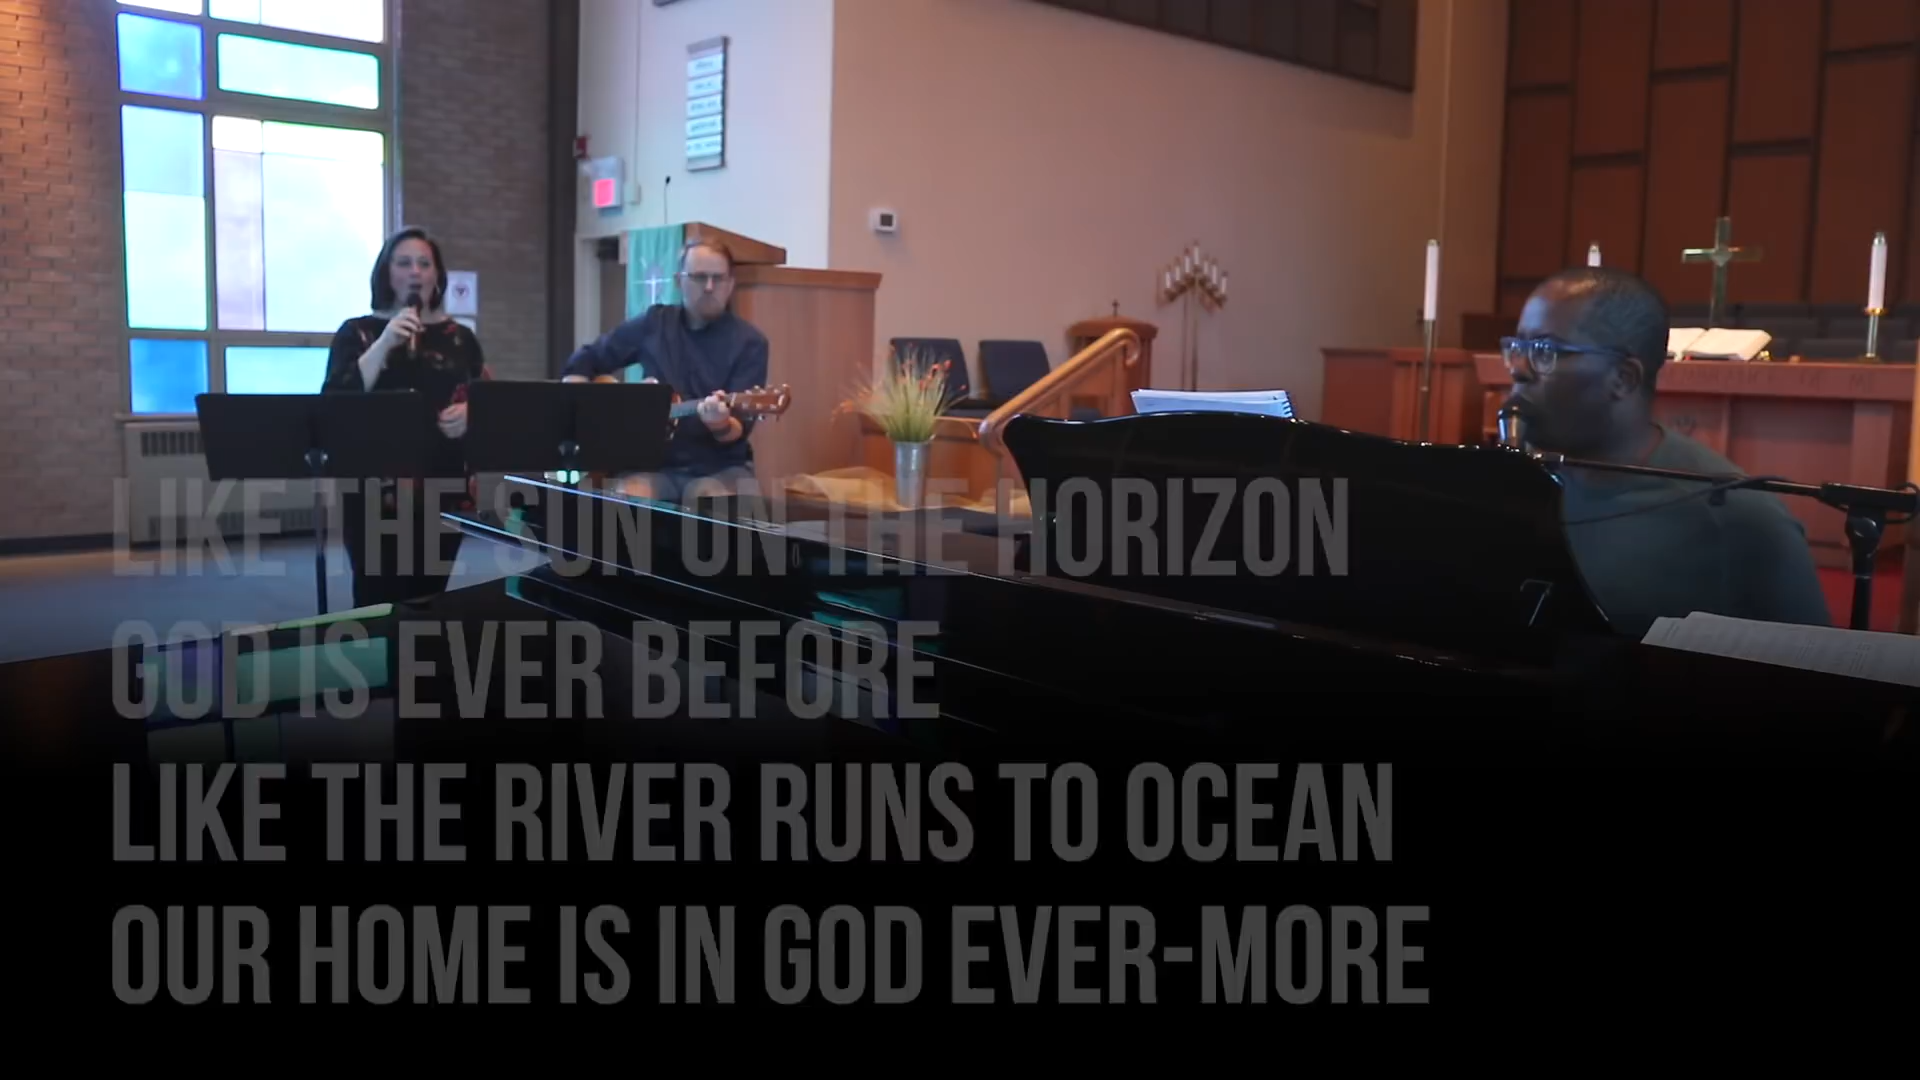 LIKE THE SUN ON THE HORIZON
GOD IS EVER BEFORE
LIKE THE RIVER RUNS TO OCEAN
OUR HOME IS IN GOD EVER-MORE